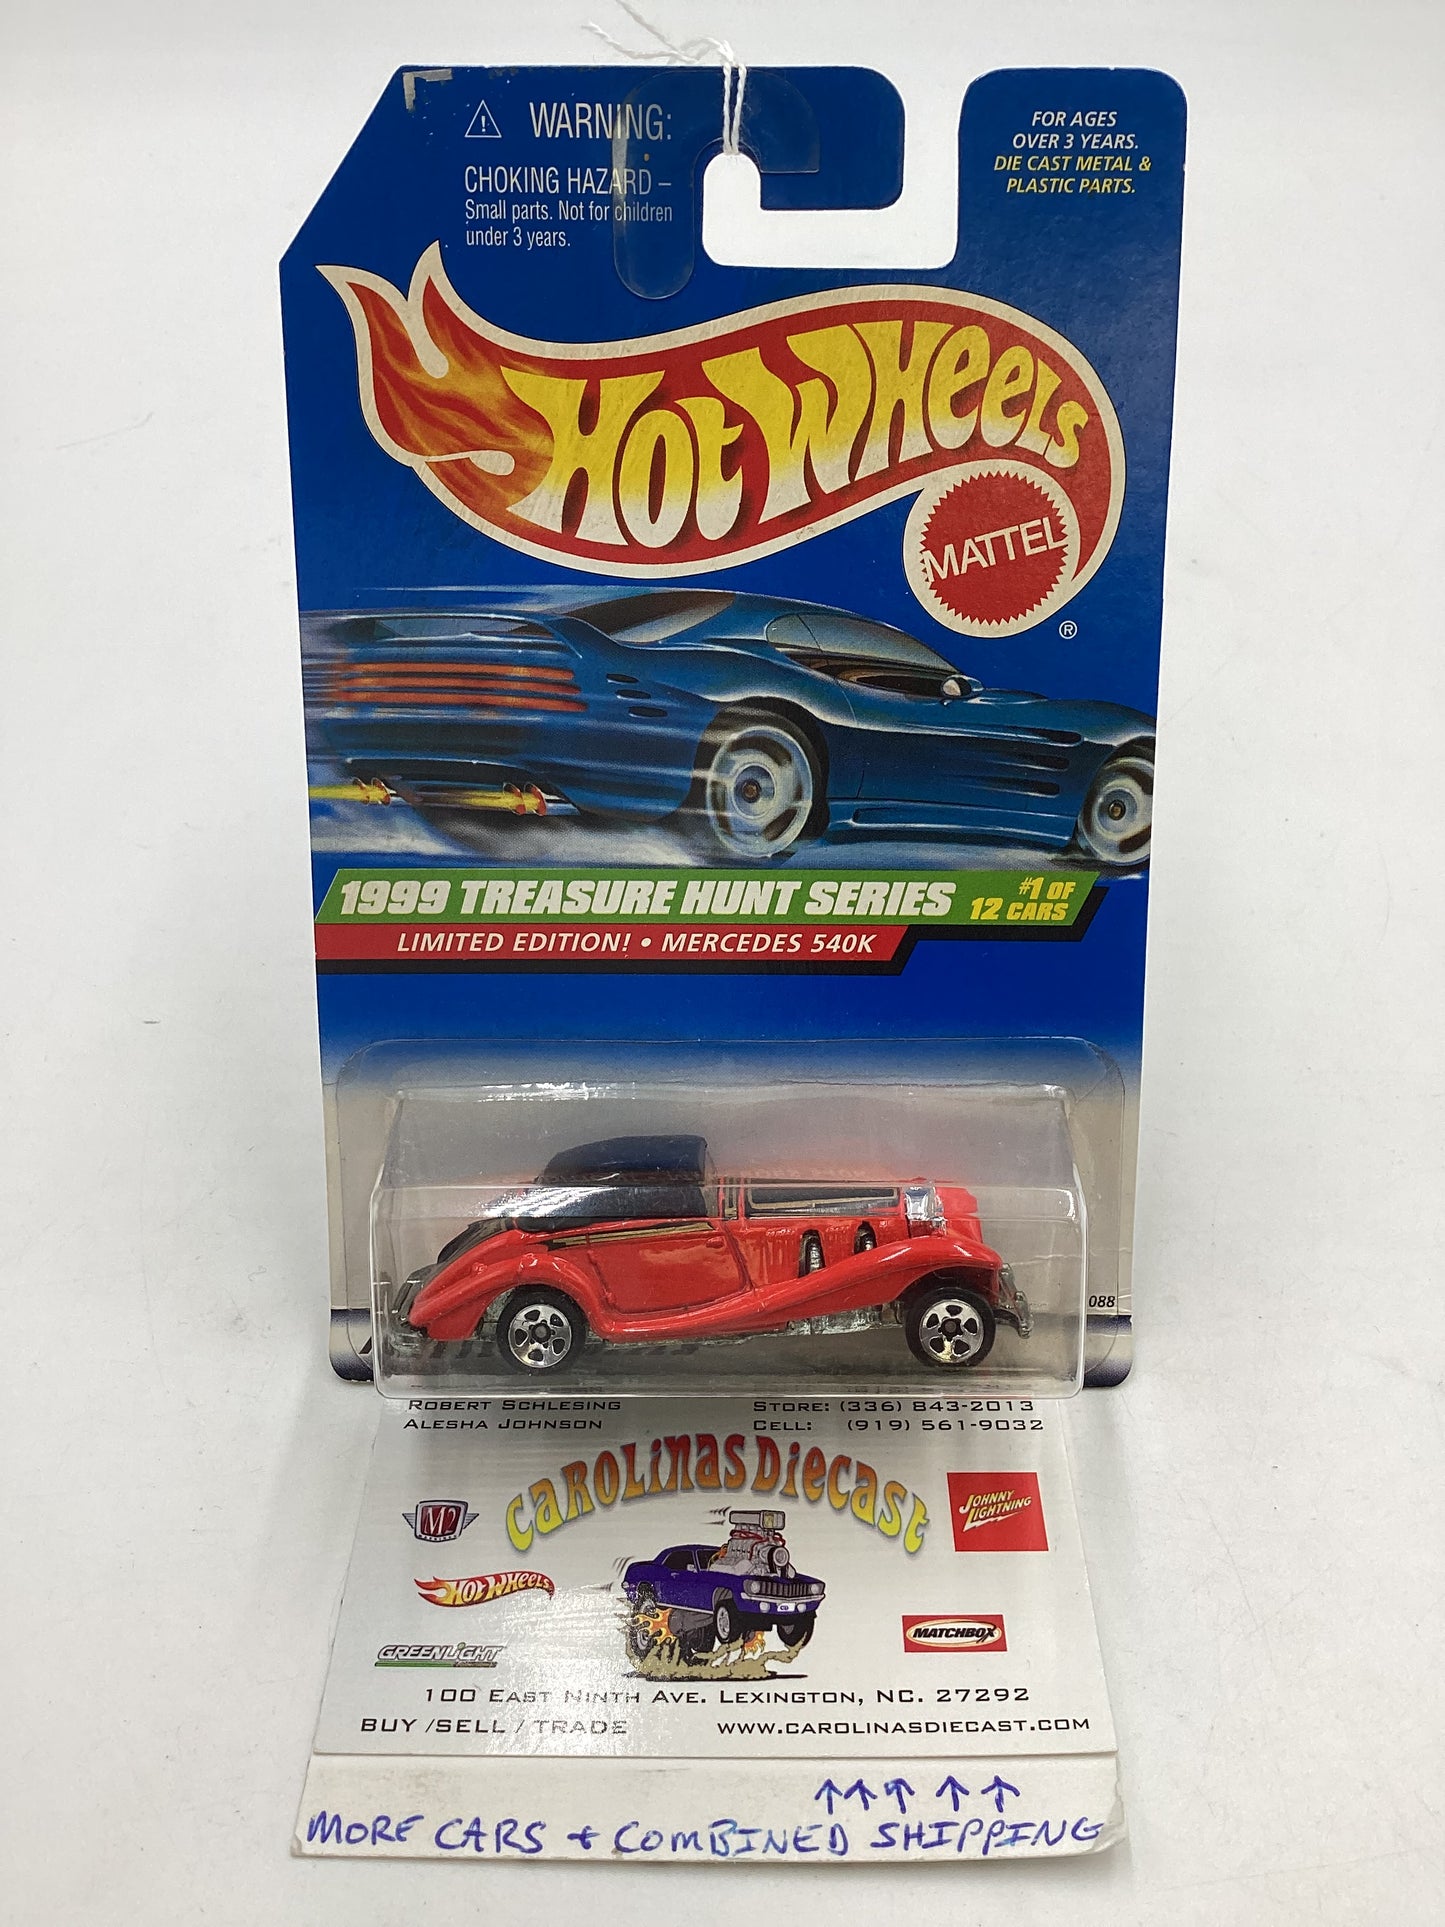 WARNING:
CHOKING HAZARD –
Small parts. Not for children
under 3 years.
FOR AGES
OVER 3 YEARS.
DIE CAST METAL &
PLASTIC PARTS.
HOT WHEELS
MATTEL
®
1999 TREASURE HUNT SERIES
#1 OF
12 CARS
LIMITED EDITION! • MERCEDES 540K
088
ROBERT SCHLESING
ALESHA JOHNSON
STORE: (336) 843-2013
CELL: (919) 561-9032
CAROLINAS DIECAST
M2
JOHNNY
LIGHTNING
HOT WHEELS
GREENLIGHT
MATCHBOX
100 EAST NINTH AVE. LEXINGTON, NC. 27292
BUY /SELL / TRADE
WWW.CAROLINASDIECAST.COM
MORE CARS + COMBINED SHIPPING